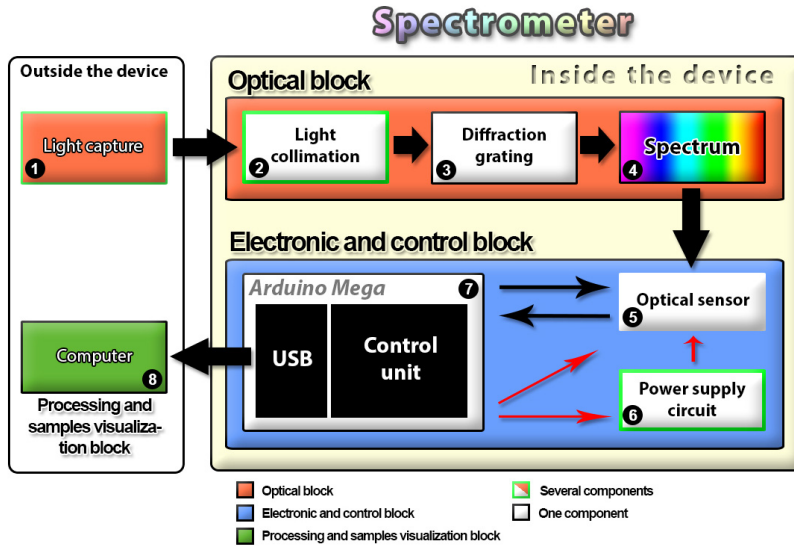 Spectrometer
Outside the device
Inside the device
Optical block
Light capture
1
Light
collimation
2
Diffraction
grating
3
Spectrum
4
Electronic and control block
Arduino Mega
7
USB
Control
unit
Optical sensor
5
Power supply
circuit
6
Computer
8
Processing and
samples visualiza-
tion block
Optical block
Electronic and control block
Processing and samples visualization block
Several components
One component